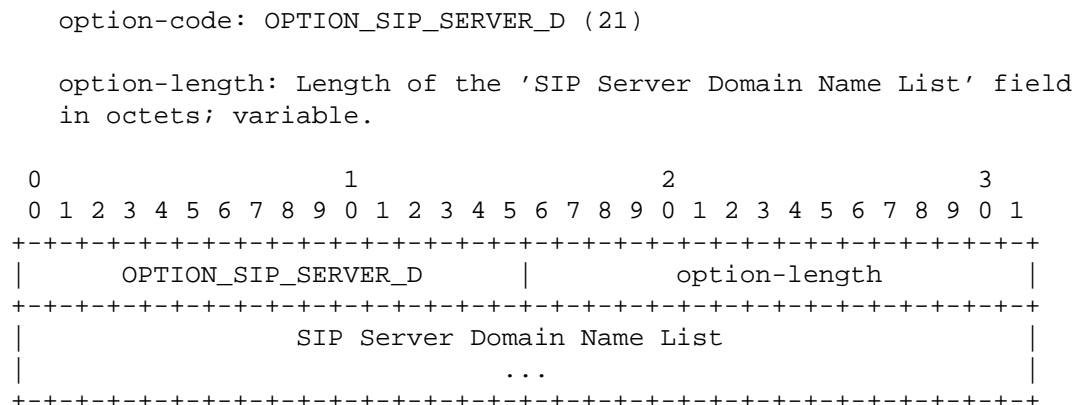 option-code: OPTION_SIP_SERVER_D (21)
option-length: Length of the ’SIP Server Domain Name List’ field
in octets; variable.
 0                   1                   2                   3
 0 1 2 3 4 5 6 7 8 9 0 1 2 3 4 5 6 7 8 9 0 1 2 3 4 5 6 7 8 9 0 1
+-+-+-+-+-+-+-+-+-+-+-+-+-+-+-+-+-+-+-+-+-+-+-+-+-+-+-+-+-+-+-+-+
|      OPTION_SIP_SERVER_D      |         option-length         |
+-+-+-+-+-+-+-+-+-+-+-+-+-+-+-+-+-+-+-+-+-+-+-+-+-+-+-+-+-+-+-+-+
|                 SIP Server Domain Name List                   |
|                              ...                              |
+-+-+-+-+-+-+-+-+-+-+-+-+-+-+-+-+-+-+-+-+-+-+-+-+-+-+-+-+-+-+-+-+